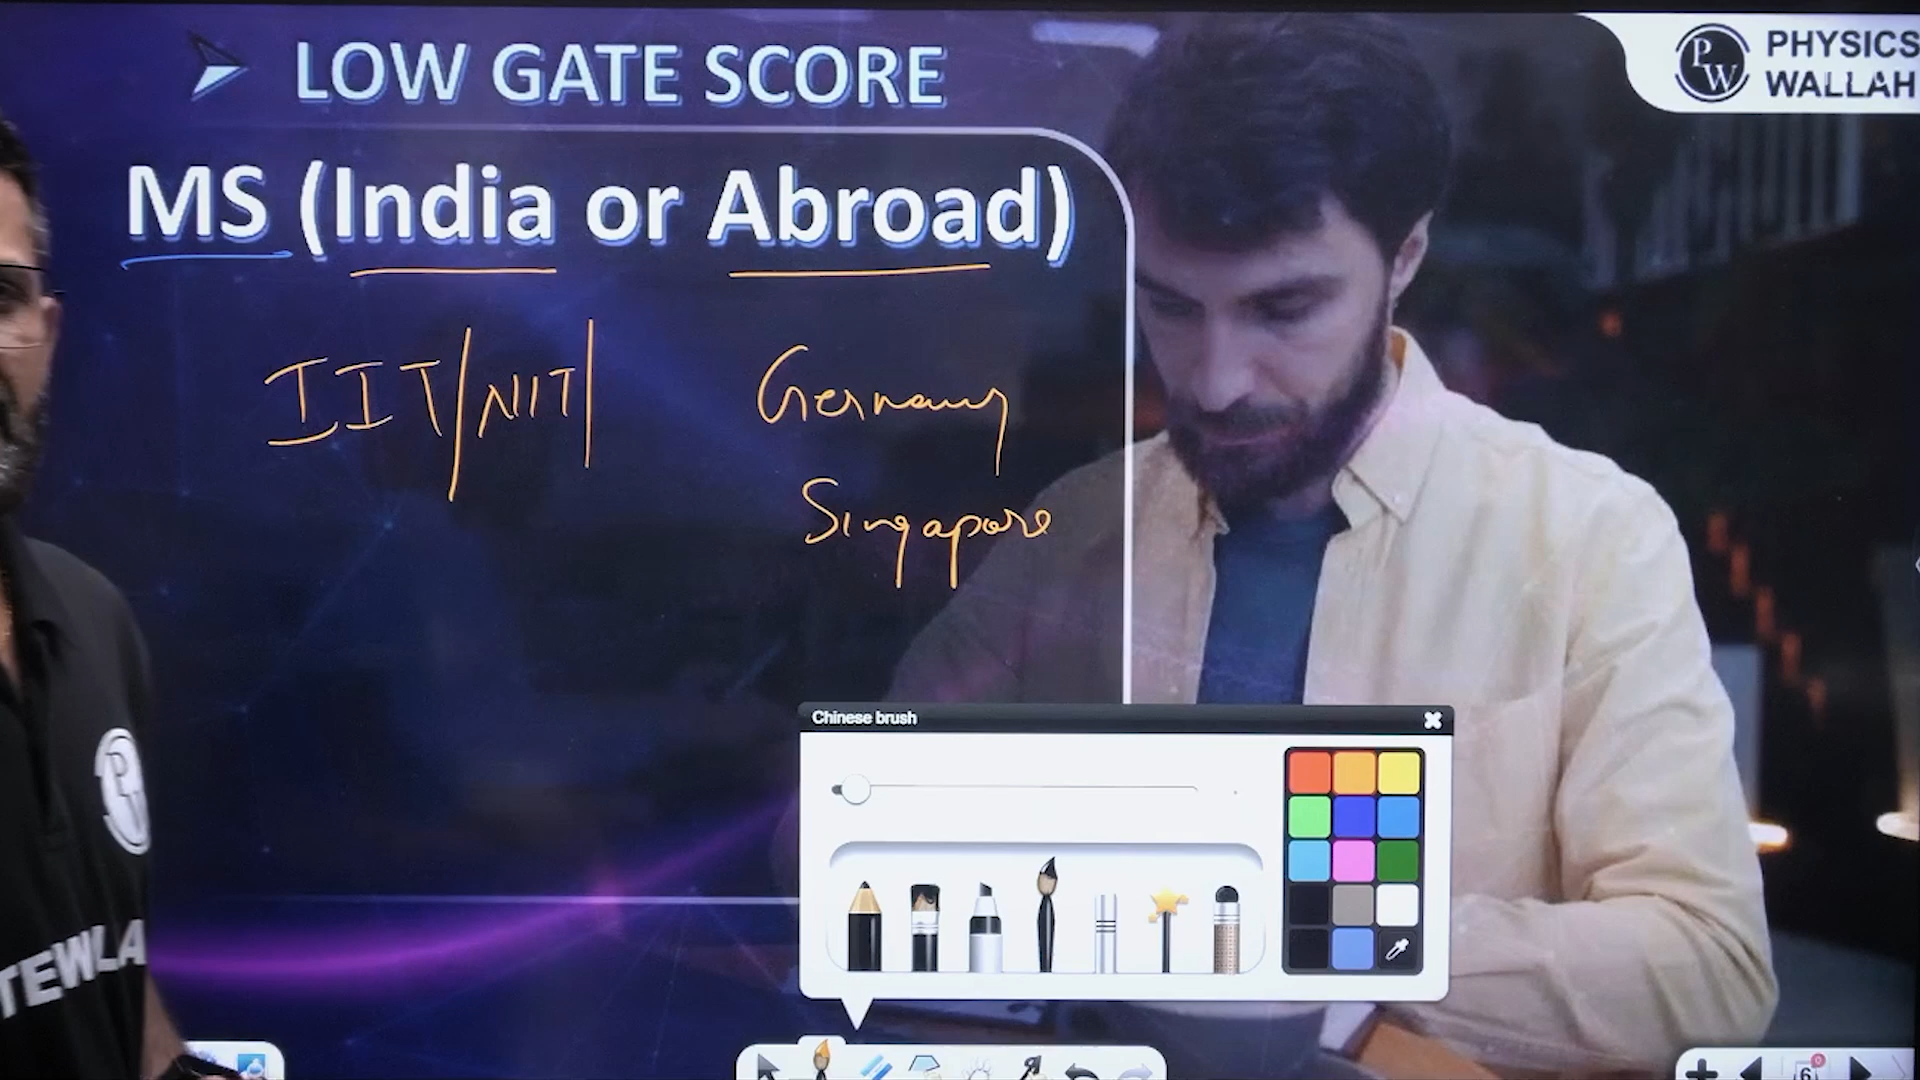 LOW GATE SCORE
PHYSICS
WALLAH
MS (India or Abroad)
IIT/NIT/
Germany
Singapore
Chinese brush
TEWLA